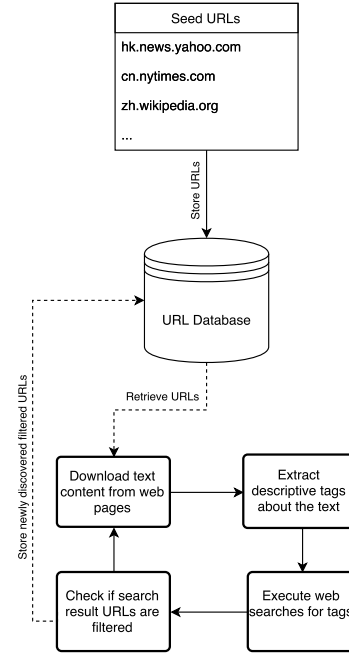 Seed URLs
hk.news.yahoo.com
cn.nytimes.com
zh.wikipedia.org
...
Store URLs
URL Database
Retrieve URLs
Store newly discovered filtered URLs
Download text
content from web
pages
Extract
descriptive tags
about the text
Check if search
result URLs are
filtered
Execute web
searches for tags